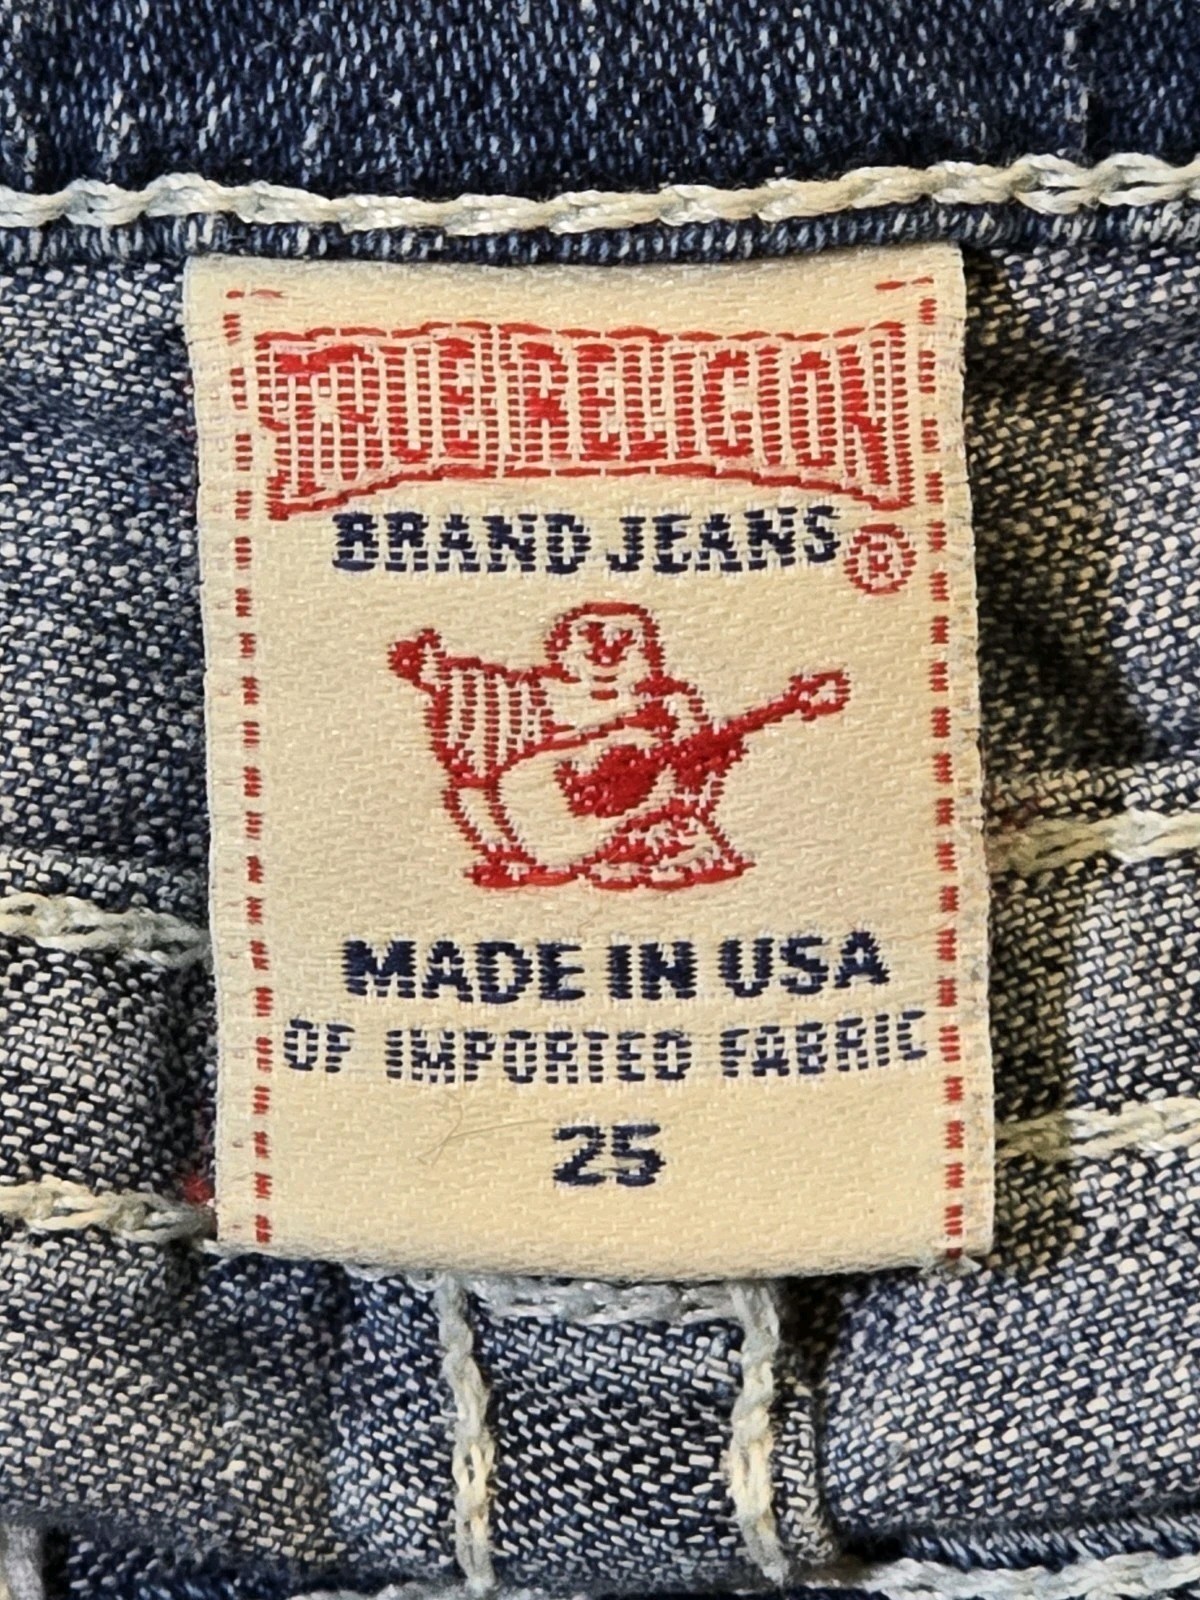 TRUE RELIGION
BRAND JEANS ®
MADE IN USA
OF IMPORTED FABRIC
25